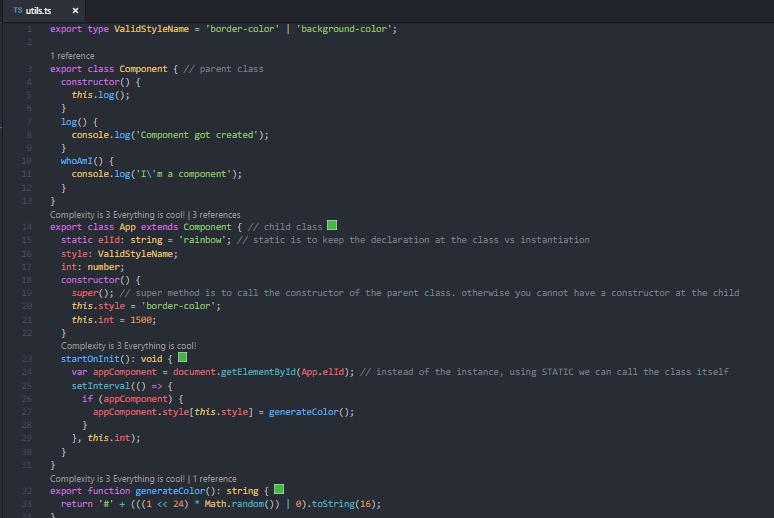 TS utils.ts ×
1 export type ValidStyleName = 'border-color' | 'background-color';
2
1 reference
3 export class Component { // parent class
4 constructor() {
5 this.log();
6 }
7 log() {
8 console.log('Component got created');
9 }
10 whoAmI() {
11 console.log('I\'m a component');
12 }
13 }
Complexity is 3 Everything is cool! | 3 references
14 export class App extends Component { // child class
15 static elId: string = 'rainbow'; // static is to keep the declaration at the class vs instantiation
16 style: ValidStyleName;
17 int: number;
18 constructor() {
19 super(); // super method is to call the constructor of the parent class. otherwise you cannot have a constructor at the child
20 this.style = 'border-color';
21 this.int = 1500;
22 }
Complexity is 3 Everything is cool!
23 startOnInit(): void {
24 var appComponent = document.getElementById(App.elId); // instead of the instance, using STATIC we can call the class itself
25 setInterval(() => {
26 if (appComponent) {
27 appComponent.style[this.style] = generateColor();
28 }
29 }, this.int);
30 }
31 }
Complexity is 3 Everything is cool! | 1 reference
32 export function generateColor(): string {
33 return '#' + (((1 << 24) * Math.random()) | 0).toString(16);
34 }